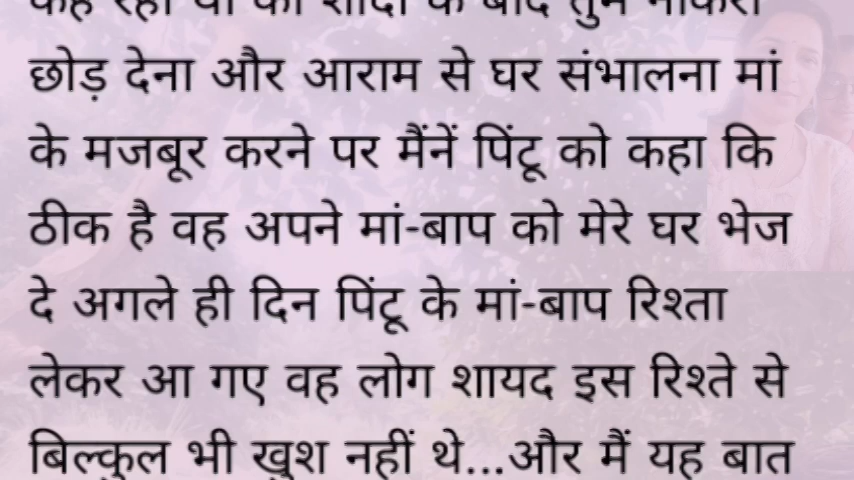 कह रही थी की शादी के बाद तुम नौकरी
छोड़ देना और आराम से घर संभालना मां
के मजबूर करने पर मैंनें पिंटू को कहा कि
ठीक है वह अपने मां-बाप को मेरे घर भेज
दे अगले ही दिन पिंटू के मां-बाप रिश्ता
लेकर आ गए वह लोग शायद इस रिश्ते से
बिल्कुल भी खुश नहीं थे...और मैं यह बात